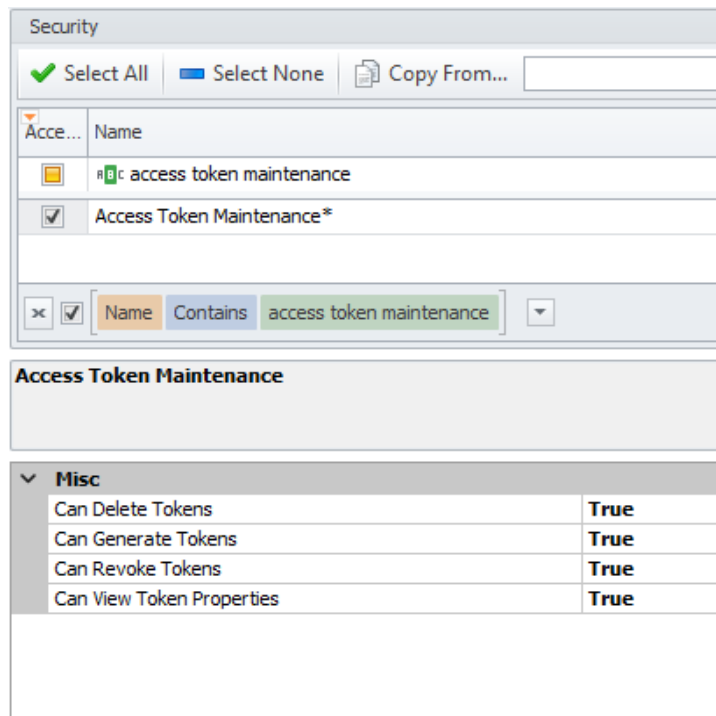 Security
Select All Select None Copy From...
Acce... Name
ABC access token maintenance
Access Token Maintenance*
Name Contains access token maintenance
Access Token Maintenance
Misc
Can Delete Tokens True
Can Generate Tokens True
Can Revoke Tokens True
Can View Token Properties True